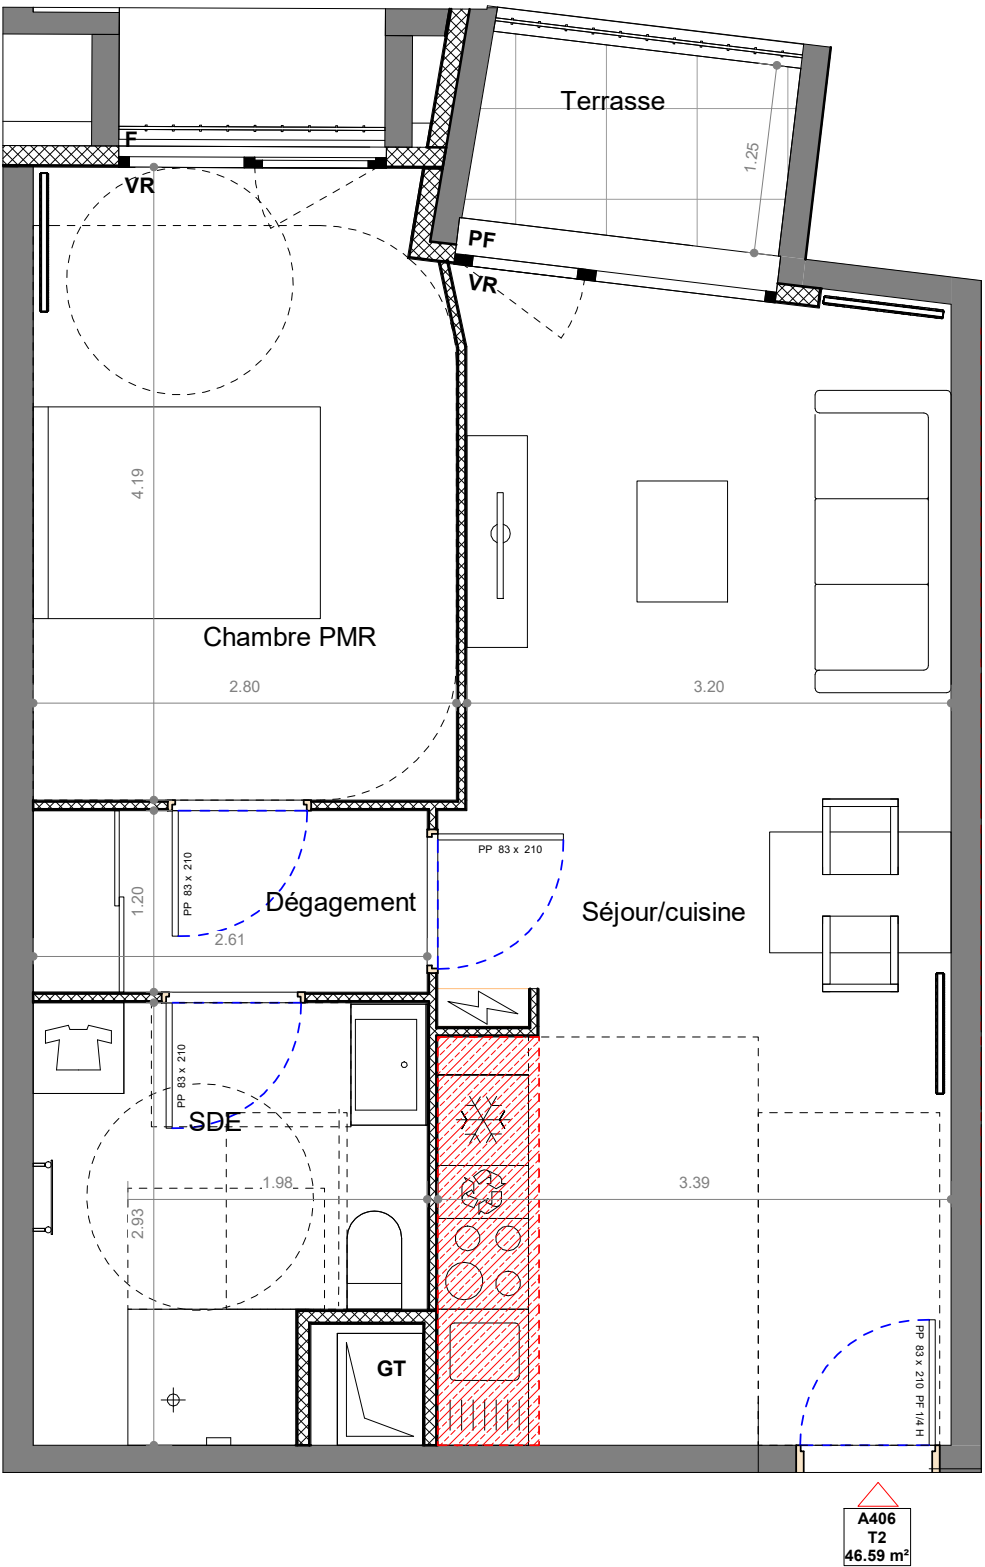 Terrasse
1.25
F
VR
PF
VR
4.19
Chambre PMR
2.80
3.20
PP 83 x 210
PP 83 x 210
1.20
Dégagement
Séjour/cuisine
2.61
PP 83 x 210
SDE
1.98
3.39
2.93
GT
PP 83 x 210 PF 1/4 H
A406
T2
46.59 m²